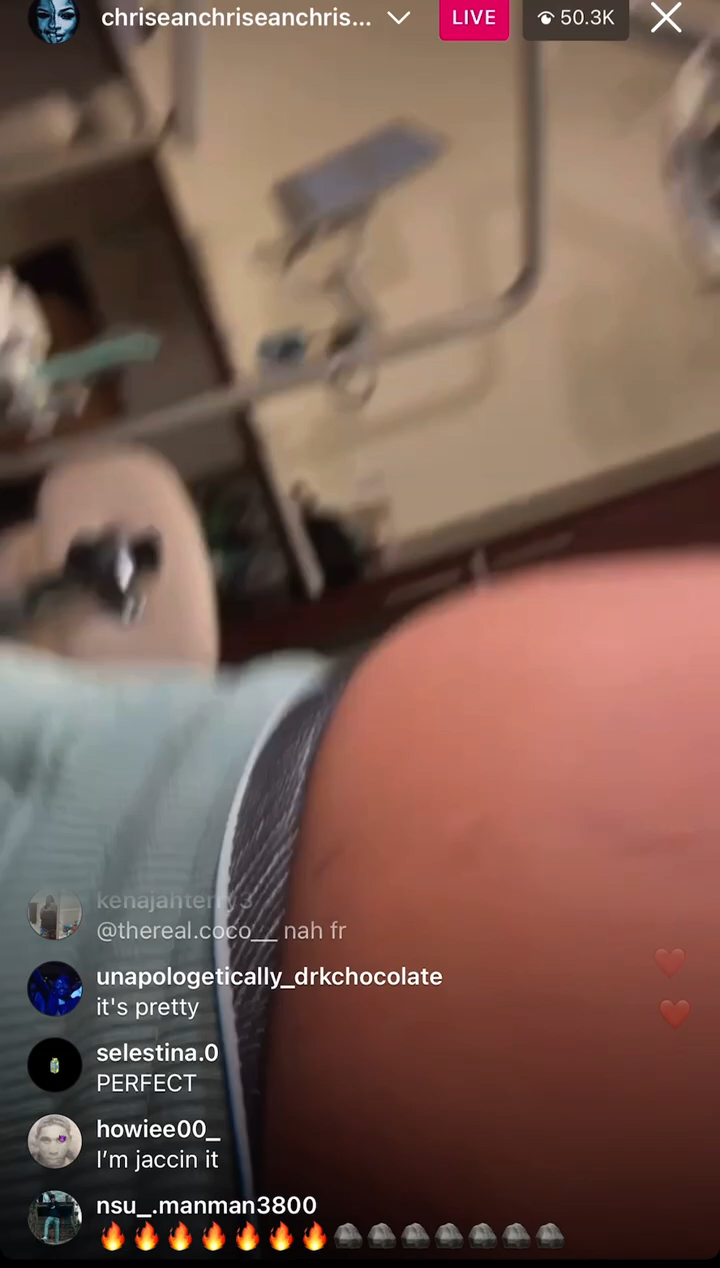 chriseanchriseanchris...
LIVE
50.3K
kenajahterry3
@thereal.coco__ nah fr
unapologetically_drkchocolate
it's pretty
selestina.0
PERFECT
howiee00_
I’m jaccin it
nsu_.manman3800
🔥🔥🔥🔥🔥🔥🔥🪨🪨🪨🪨🪨🪨🪨